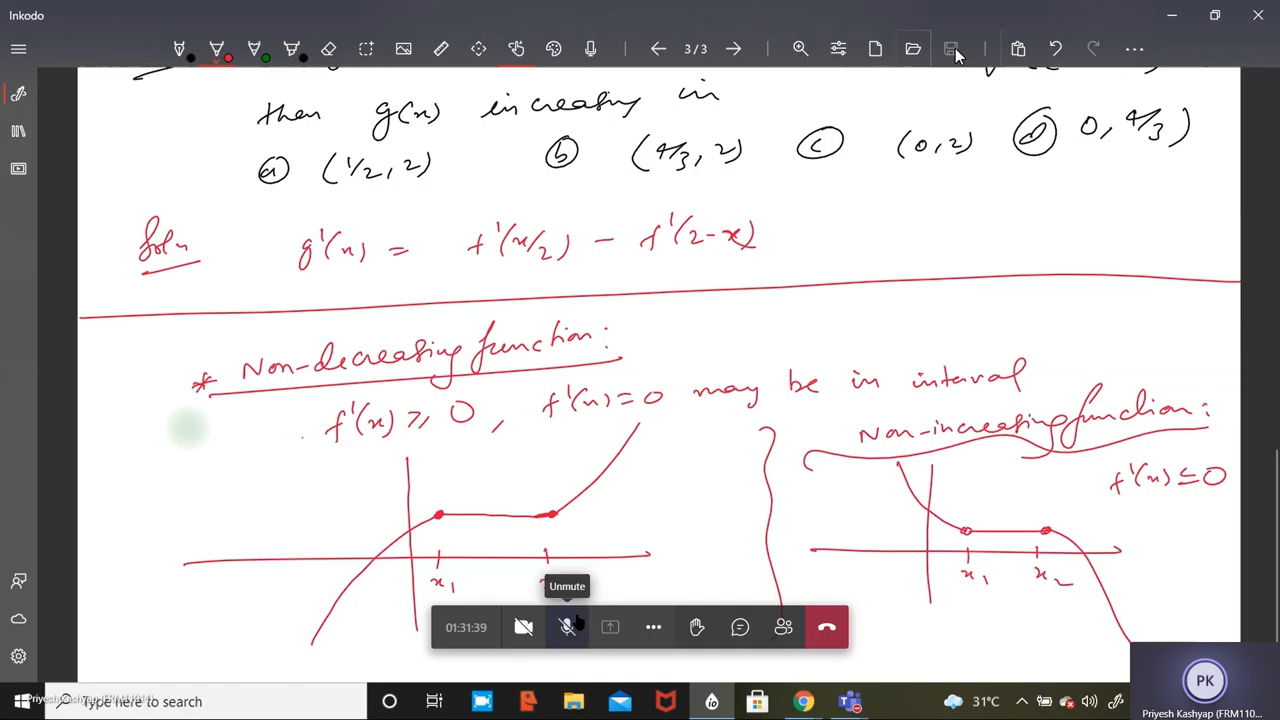 Inkodo
3/3
then g(x) increasing in
ⓐ (1/2, 2) ⓑ (4/3, 2) ⓒ (0, 2) ⓓ 0, 4/3)
Soln g'(x) = f'(x/2) - f'(2-x)
* Non-decreasing function:
f'(x) ≥ 0, f'(x) = 0 may be in interval
Non-increasing function:
f'(x) ≤ 0
x₁
x₁ x₂
Unmute
01:31:39
PK
Priyesh Kashyap (FRM110...
Type here to search
31°C